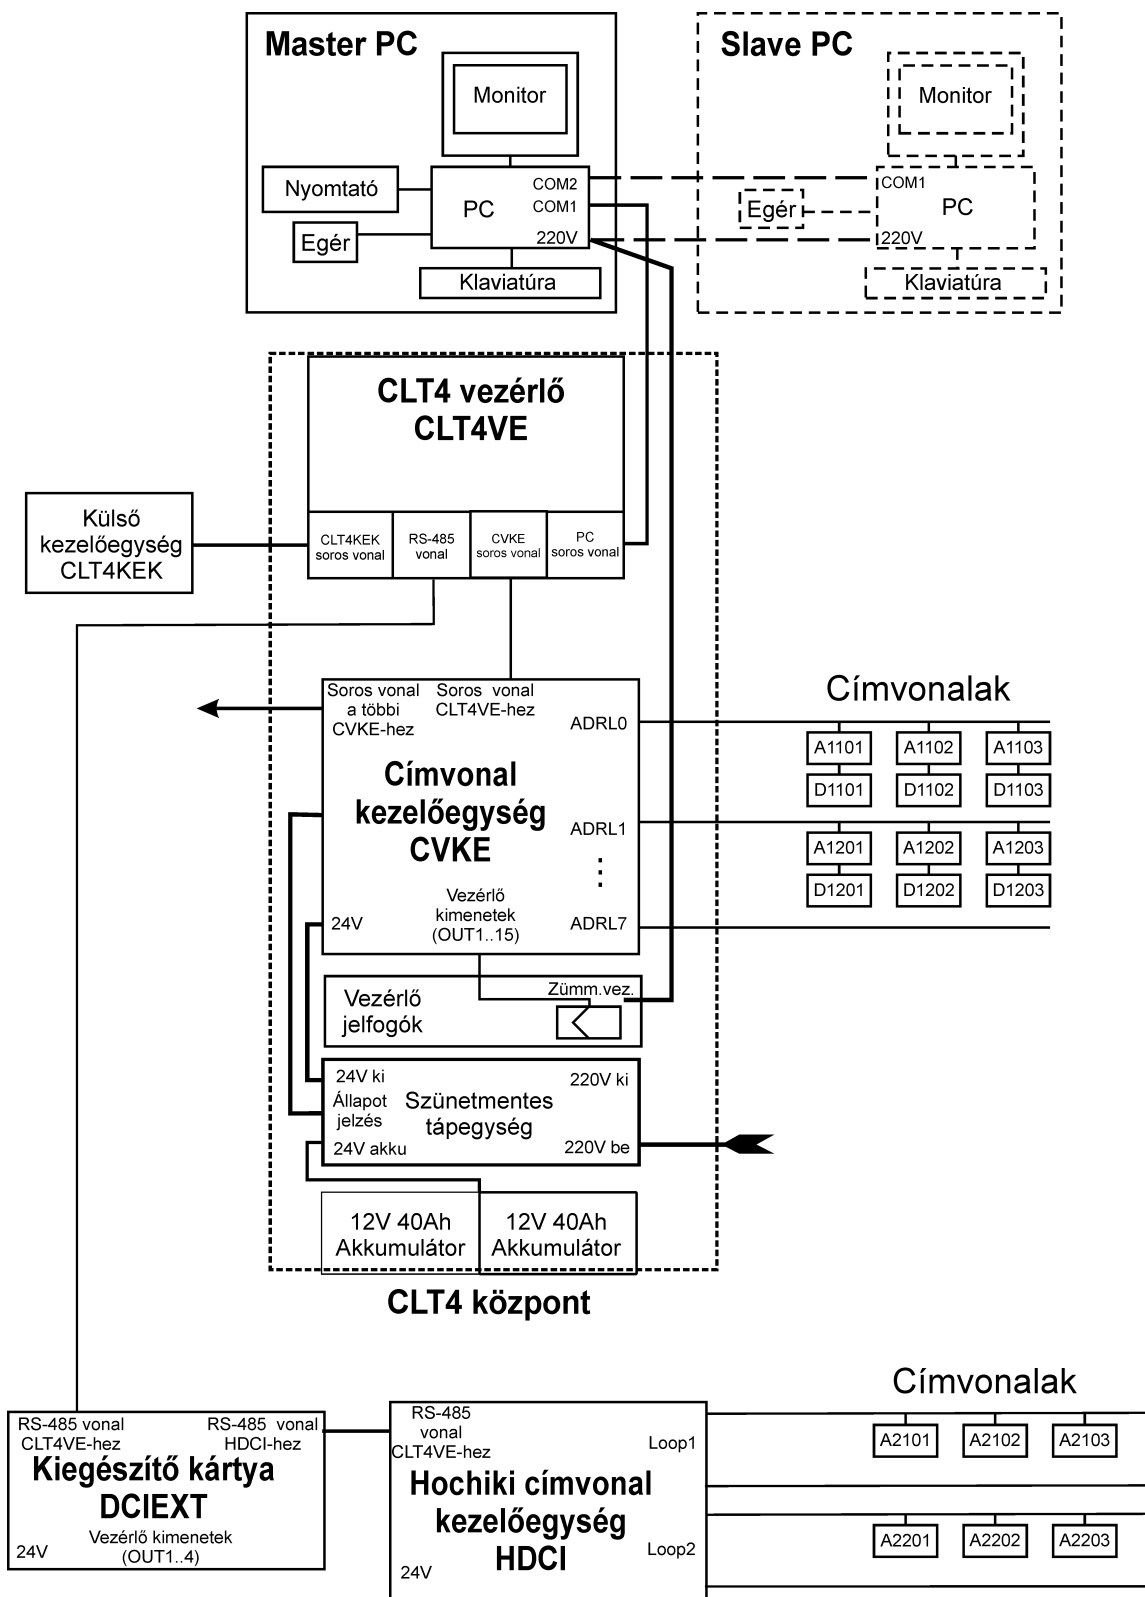 Master PC
Monitor
Nyomtató
Egér
PC
COM2
COM1
220V
Klaviatúra
Slave PC
Monitor
Egér
COM1
PC
220V
Klaviatúra
CLT4 vezérlő
CLT4VE
Külső
kezelőegység
CLT4KEK
CLT4KEK
soros vonal
RS-485
vonal
CVKE
soros vonal
PC
soros vonal
Soros vonal
a többi
CVKE-hez
Soros vonal
CLT4VE-hez
ADRL0
Címvonal
kezelőegység
CVKE
ADRL1
Vezérlő
kimenetek
(OUT1..15)
24V
ADRL7
Címvonalak
A1101
A1102
A1103
D1101
D1102
D1103
A1201
A1202
A1203
D1201
D1202
D1203
Vezérlő
jelfogók
Zümm.vez.
24V ki
Állapot
jelzés
24V akku
Szünetmentes
tápegység
220V ki
220V be
12V 40Ah
Akkumulátor
12V 40Ah
Akkumulátor
CLT4 központ
RS-485 vonal
CLT4VE-hez
RS-485 vonal
HDCI-hez
Kiegészítő kártya
DCIEXT
Vezérlő kimenetek
(OUT1..4)
24V
RS-485
vonal
CLT4VE-hez
Loop1
Hochiki címvonal
kezelőegység
HDCI
Loop2
24V
Címvonalak
A2101
A2102
A2103
A2201
A2202
A2203